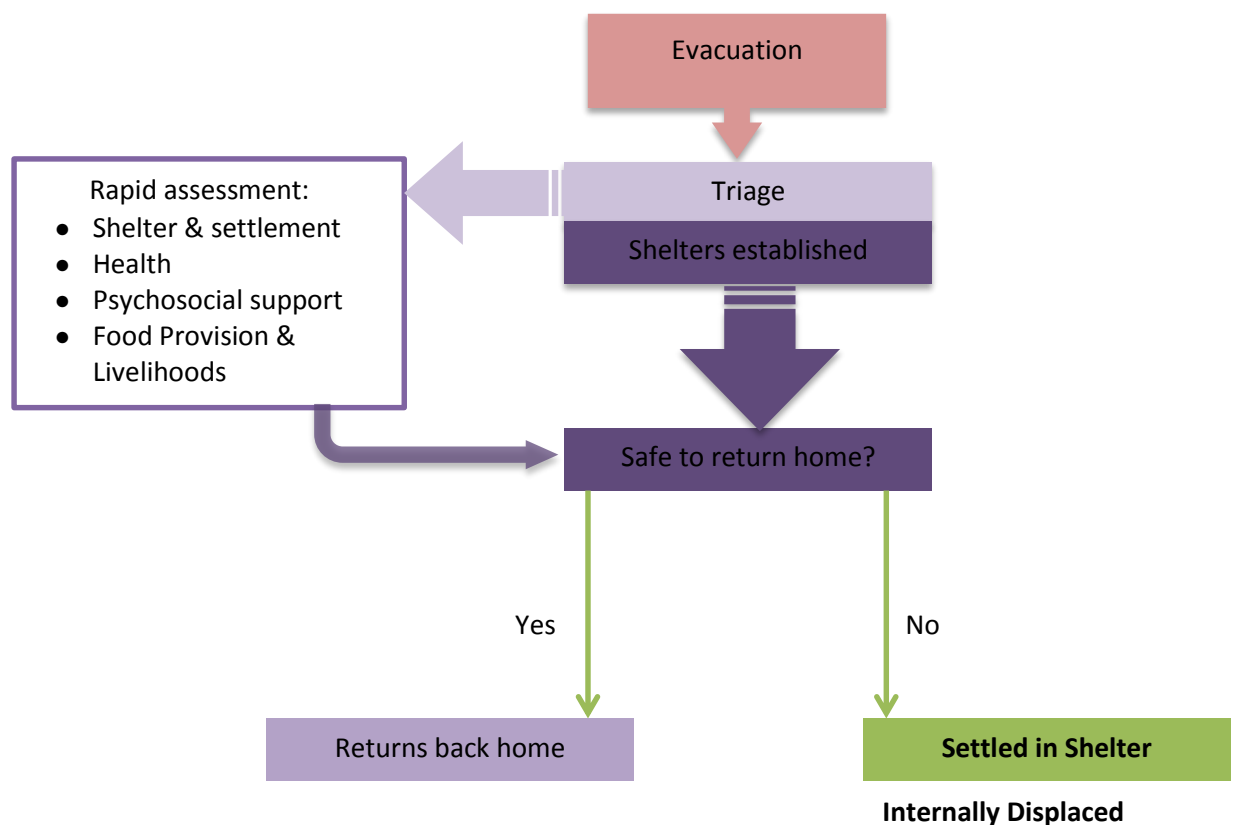 Evacuation
Triage
Shelters established
Rapid assessment:
● Shelter & settlement
● Health
● Psychosocial support
● Food Provision &
Livelihoods
Safe to return home?
Yes
No
Returns back home
Settled in Shelter
Internally Displaced